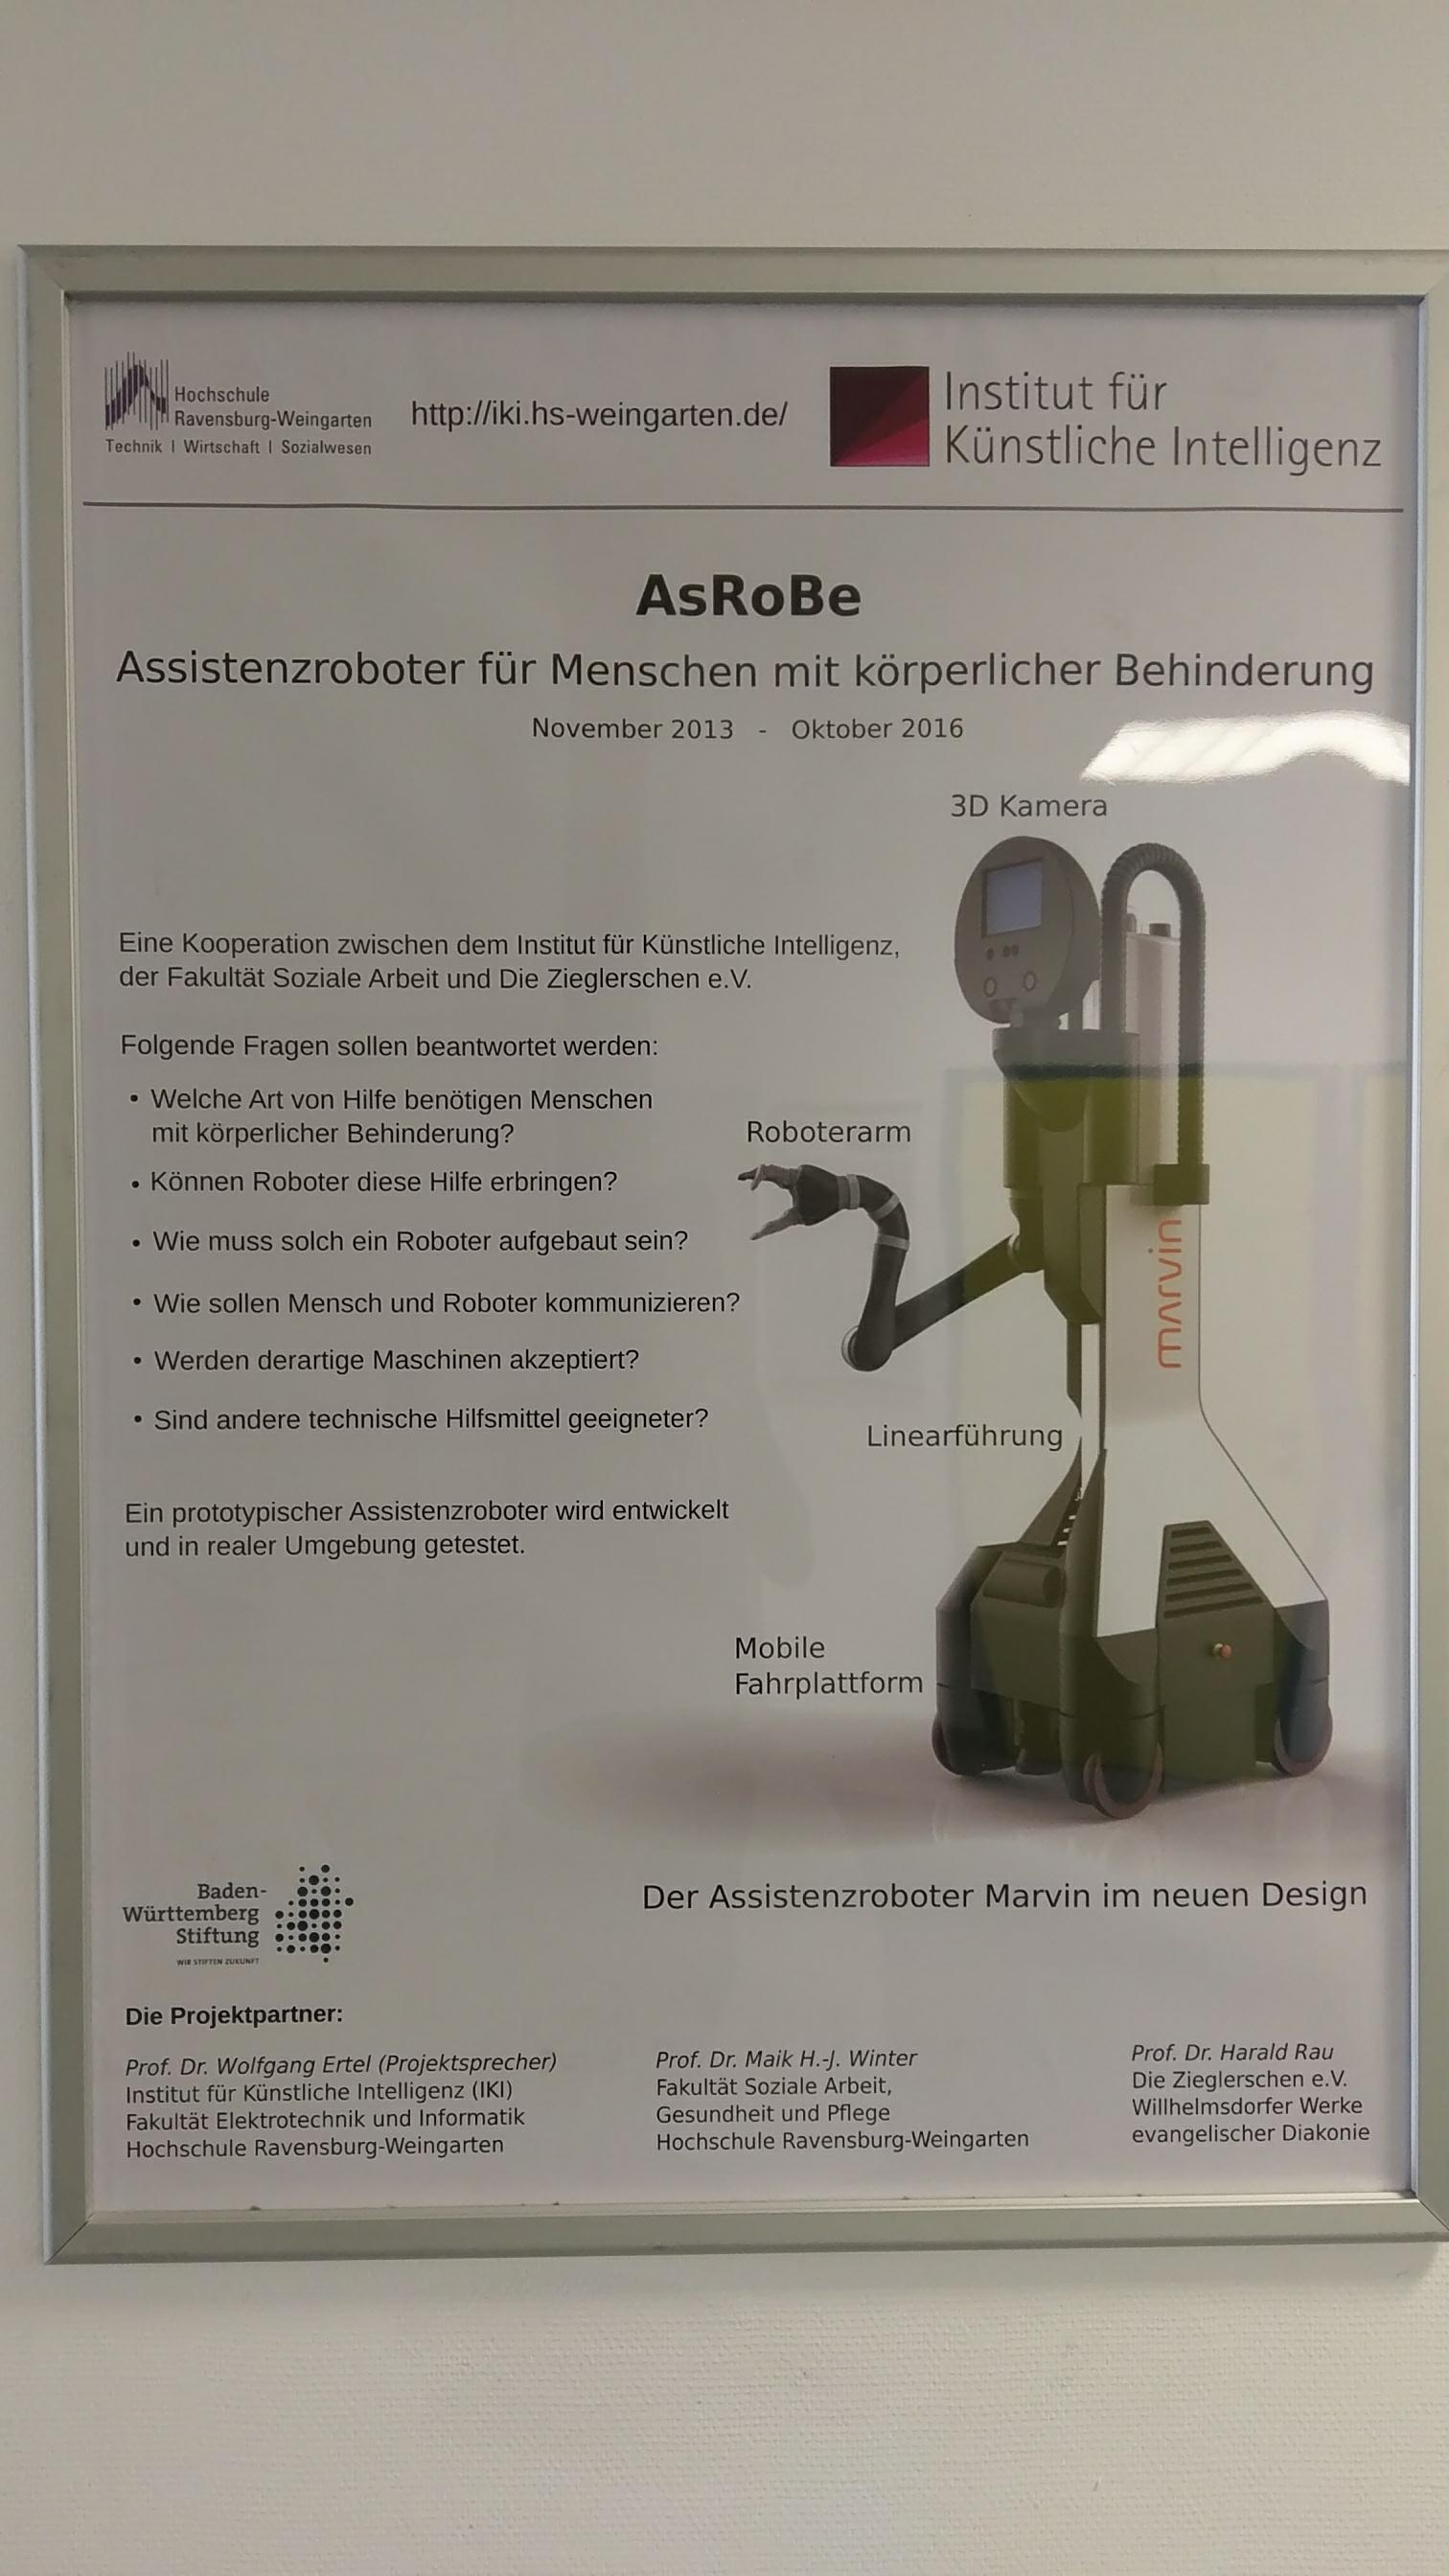 Hochschule
Ravensburg-Weingarten
Technik | Wirtschaft | Sozialwesen
http://iki.hs-weingarten.de/
Institut für
Künstliche Intelligenz
AsRoBe
Assistenzroboter für Menschen mit körperlicher Behinderung
November 2013 - Oktober 2016
3D Kamera
Eine Kooperation zwischen dem Institut für Künstliche Intelligenz,
der Fakultät Soziale Arbeit und Die Zieglerschen e.V.
Folgende Fragen sollen beantwortet werden:
• Welche Art von Hilfe benötigen Menschen
mit körperlicher Behinderung?
• Können Roboter diese Hilfe erbringen?
• Wie muss solch ein Roboter aufgebaut sein?
• Wie sollen Mensch und Roboter kommunizieren?
• Werden derartige Maschinen akzeptiert?
• Sind andere technische Hilfsmittel geeigneter?
Ein prototypischer Assistenzroboter wird entwickelt
und in realer Umgebung getestet.
Roboterarm
marvin
Linearführung
Mobile
Fahrplattform
Der Assistenzroboter Marvin im neuen Design
Baden-
Württemberg
Stiftung
WIR STIFTEN ZUKUNFT
Die Projektpartner:
Prof. Dr. Wolfgang Ertel (Projektsprecher)
Institut für Künstliche Intelligenz (IKI)
Fakultät Elektrotechnik und Informatik
Hochschule Ravensburg-Weingarten
Prof. Dr. Maik H.-J. Winter
Fakultät Soziale Arbeit,
Gesundheit und Pflege
Hochschule Ravensburg-Weingarten
Prof. Dr. Harald Rau
Die Zieglerschen e.V.
Willhelmsdorfer Werke
evangelischer Diakonie